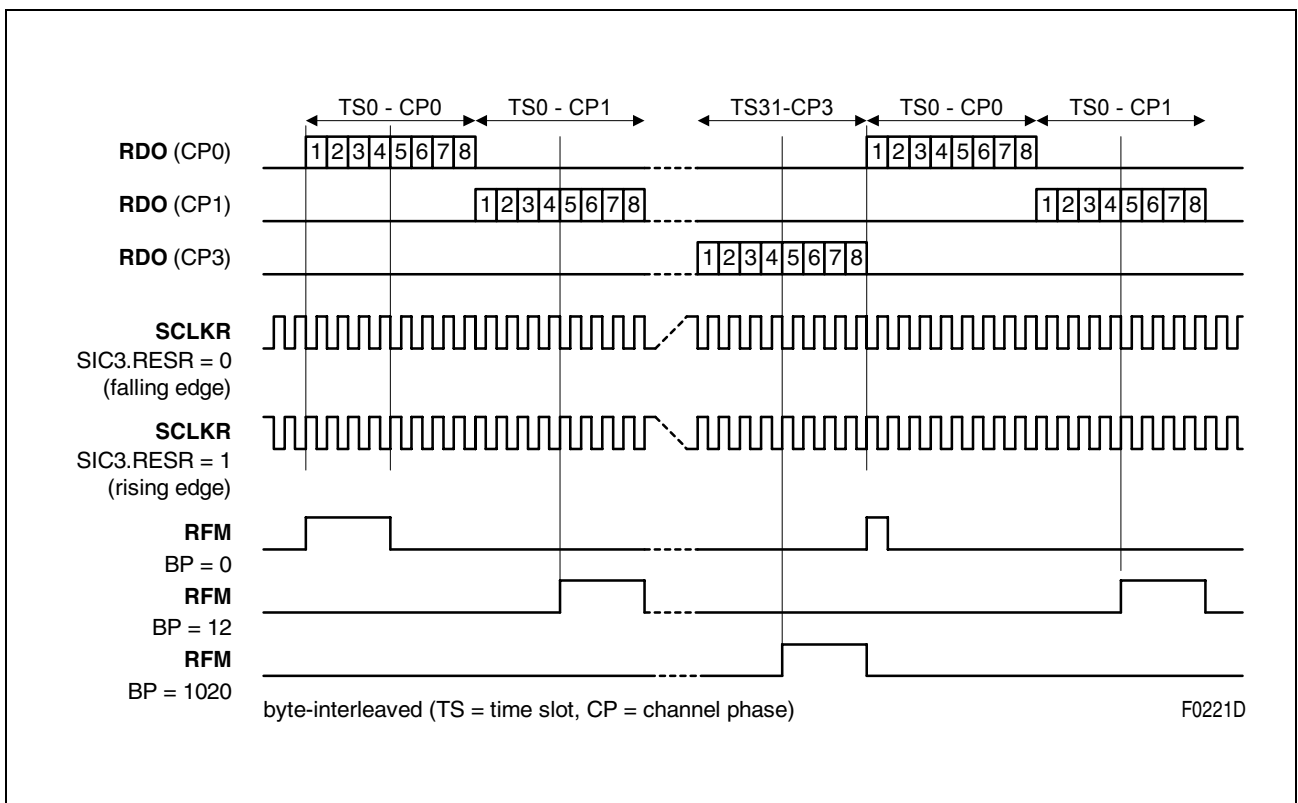 TS0 - CP0 TS0 - CP1 TS31-CP3 TS0 - CP0 TS0 - CP1
RDO (CP0) 1 2 3 4 5 6 7 8 1 2 3 4 5 6 7 8
RDO (CP1) 1 2 3 4 5 6 7 8 1 2 3 4 5 6 7 8
RDO (CP3) 1 2 3 4 5 6 7 8
SCLKR
SIC3.RESR = 0
(falling edge)
SCLKR
SIC3.RESR = 1
(rising edge)
RFM
BP = 0
RFM
BP = 12
RFM
BP = 1020
byte-interleaved (TS = time slot, CP = channel phase) F0221D